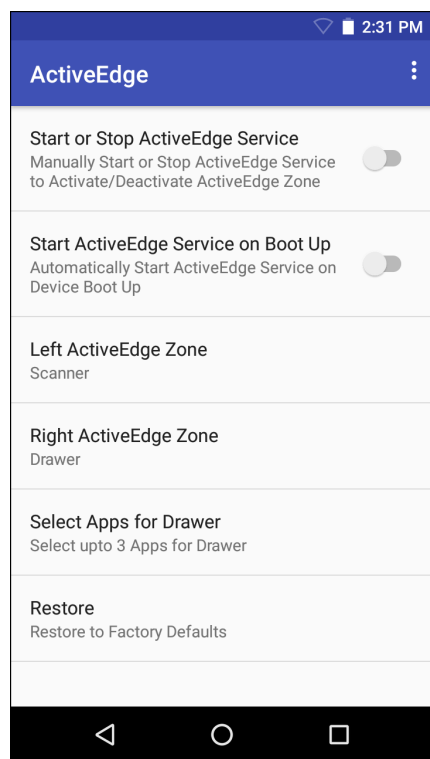 2:31 PM
ActiveEdge
Start or Stop ActiveEdge Service
Manually Start or Stop ActiveEdge Service
to Activate/Deactivate ActiveEdge Zone
Start ActiveEdge Service on Boot Up
Automatically Start ActiveEdge Service on
Device Boot Up
Left ActiveEdge Zone
Scanner
Right ActiveEdge Zone
Drawer
Select Apps for Drawer
Select upto 3 Apps for Drawer
Restore
Restore to Factory Defaults